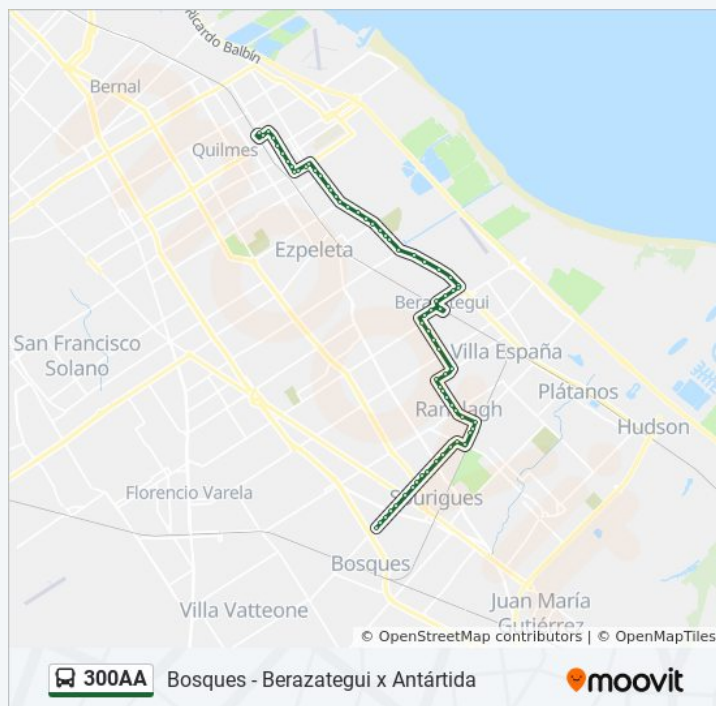 Ricardo Balbín
Bernal
Quilmes
Ezpeleta
Berazategui
San Francisco
Solano
Villa España
Plátanos
Ranelagh
Hudson
Florencio Varela
Sourigues
Bosques
Juan María
Gutiérrez
Villa Vatteone
© OpenStreetMap contributors | © OpenMapTiles
300AA
Bosques - Berazategui x Antártida
moovit